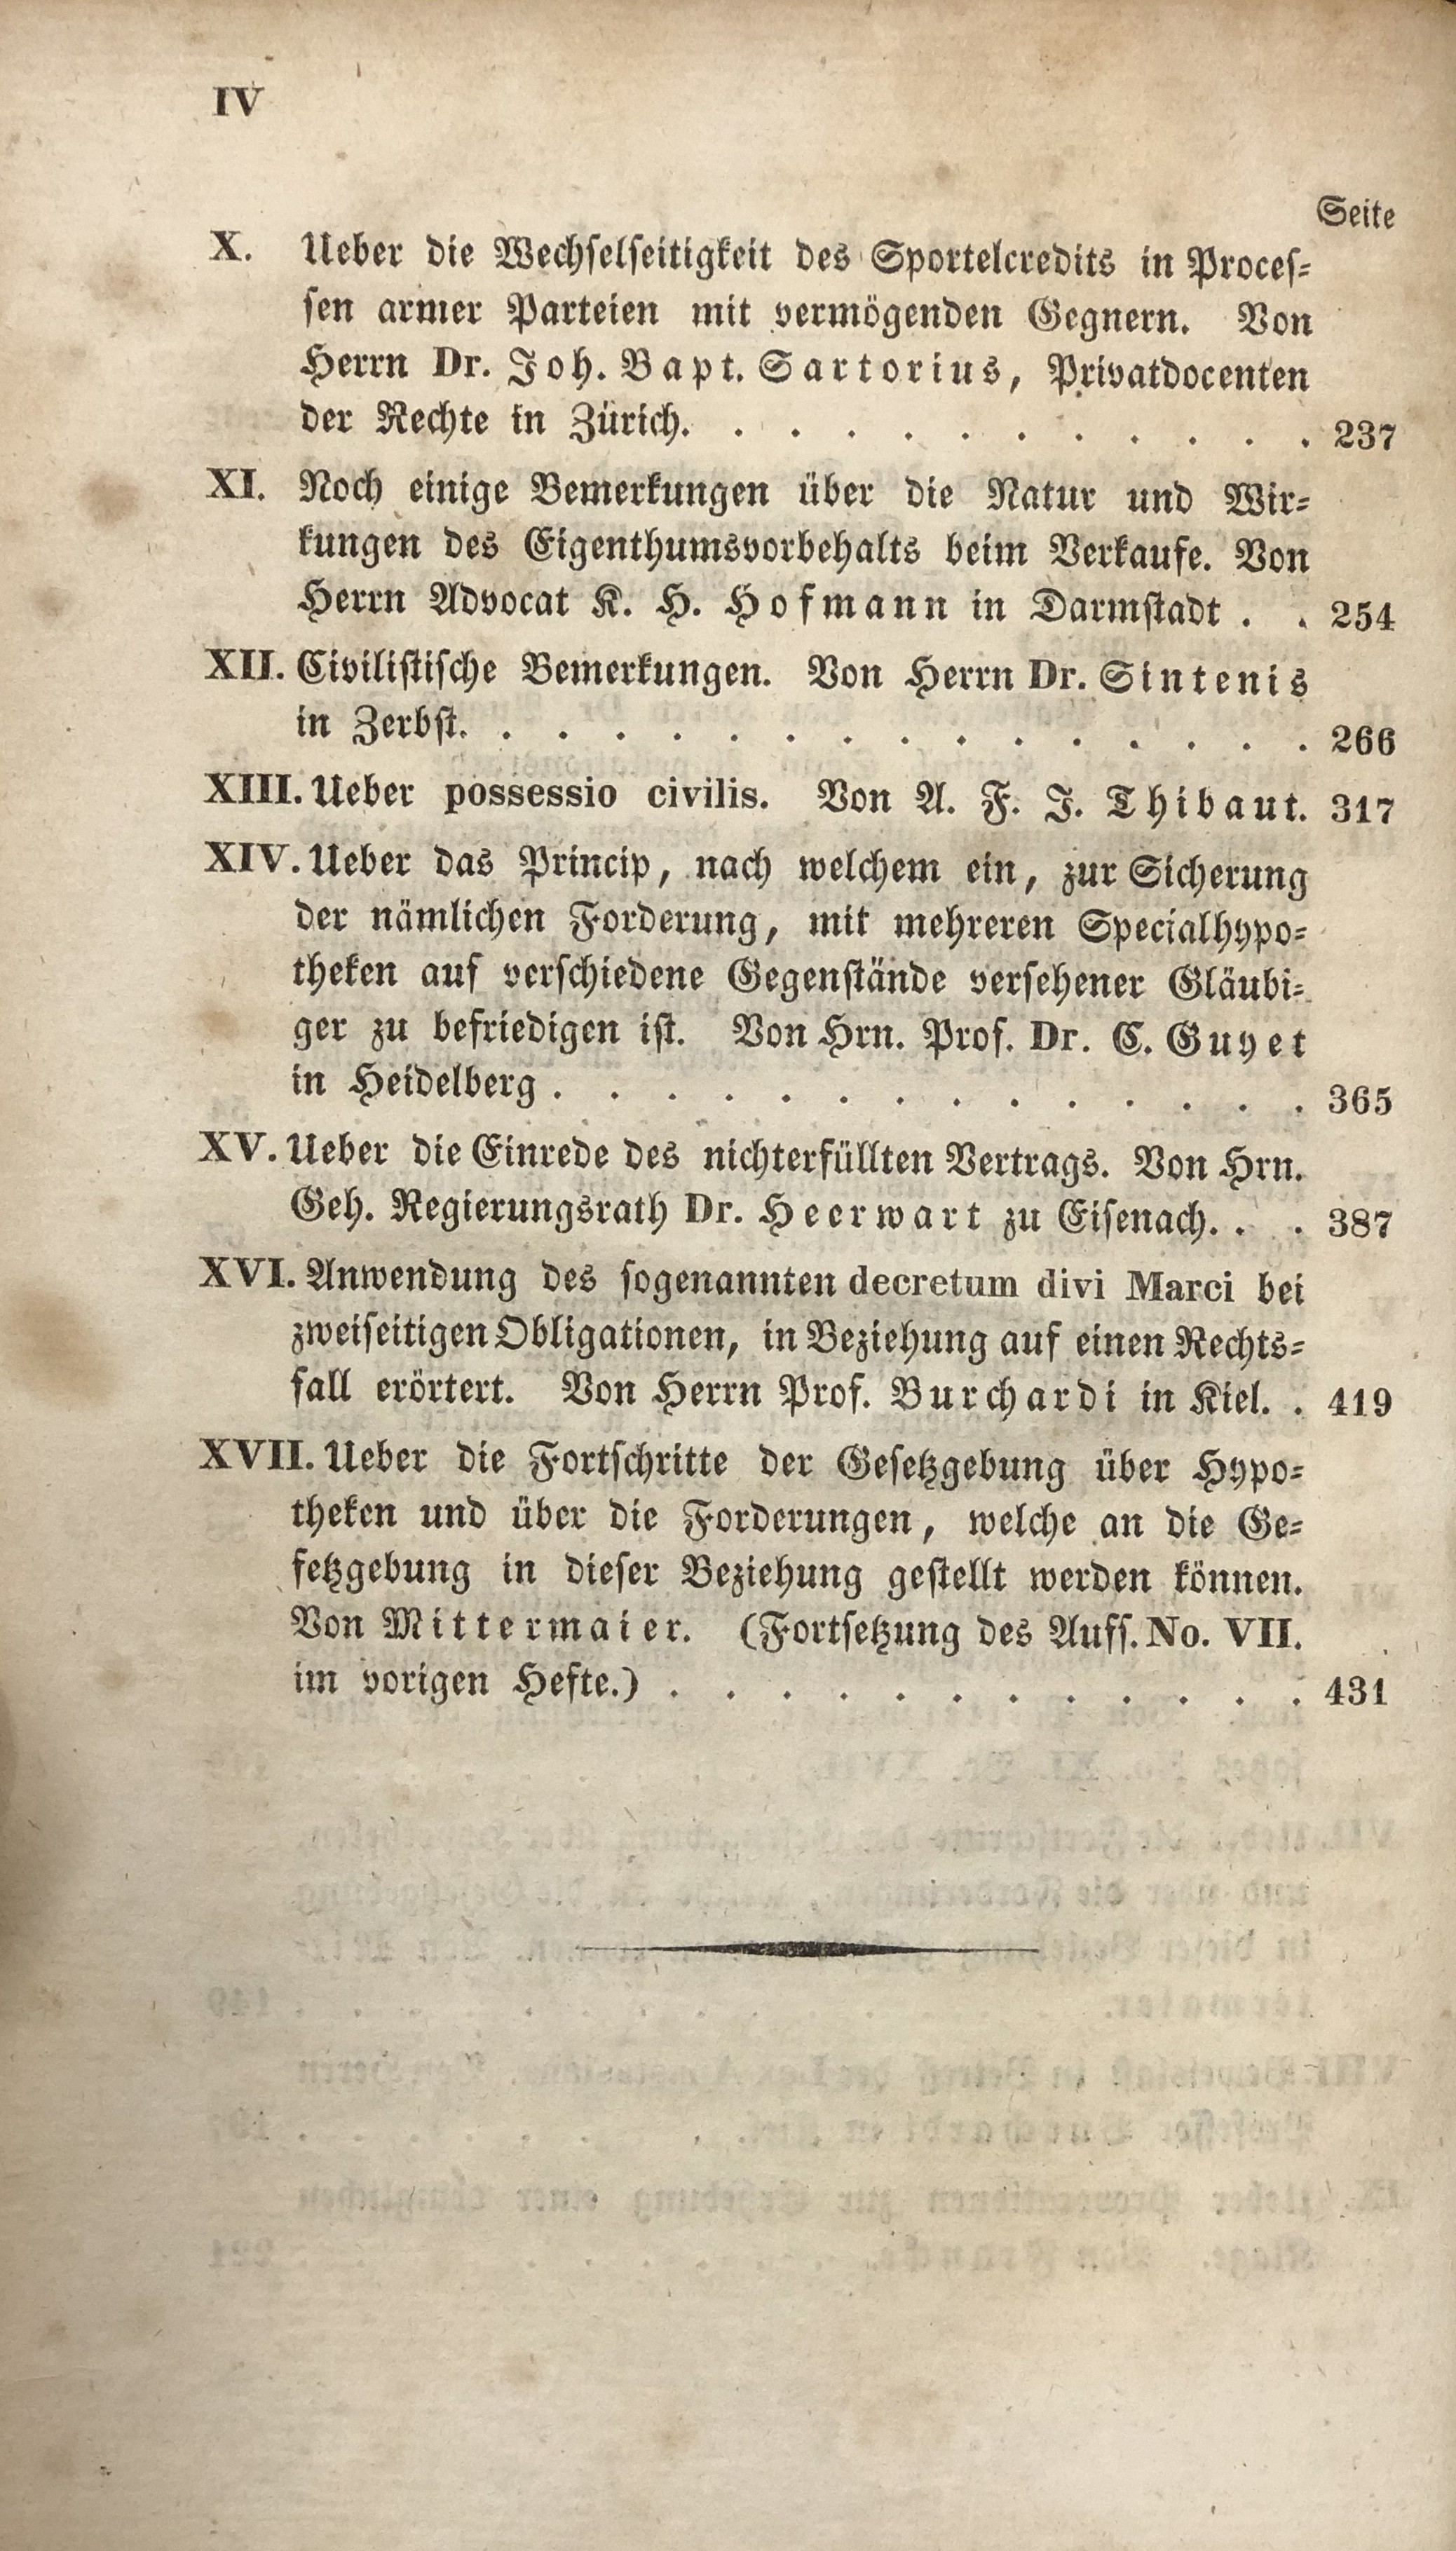 IV
Seite
X. Ueber die Wechselseitigkeit des Sportelcredits in Proces-
sen armer Parteien mit vermögenden Gegnern. Von
Herrn Dr. Joh. Bapt. Sartorius, Privatdocenten
der Rechte in Zürich. . . . . . . . . . . . 237
XI. Noch einige Bemerkungen über die Natur und Wir-
kungen des Eigenthumsvorbehalts beim Verkaufe. Von
Herrn Advocat K. H. Hofmann in Darmstadt . . 254
XII. Civilistische Bemerkungen. Von Herrn Dr. Sintenis
in Zerbst. . . . . . . . . . . . . . . . 266
XIII. Ueber possessio civilis. Von A. F. J. Thibaut. 317
XIV. Ueber das Princip, nach welchem ein, zur Sicherung
der nämlichen Forderung, mit mehreren Specialhypo-
theken auf verschiedene Gegenstände versehener Gläubi-
ger zu befriedigen ist. Von Hrn. Prof. Dr. C. Guyet
in Heidelberg . . . . . . . . . . . . . . 365
XV. Ueber die Einrede des nichterfüllten Vertrags. Von Hrn.
Geh. Regierungsrath Dr. Heerwart zu Eisenach. . . 387
XVI. Anwendung des sogenannten decretum divi Marci bei
zweiseitigen Obligationen, in Beziehung auf einen Rechts-
fall erörtert. Von Herrn Prof. Burchardi in Kiel. . 419
XVII. Ueber die Fortschritte der Gesetzgebung über Hypo-
theken und über die Forderungen, welche an die Ge-
setzgebung in dieser Beziehung gestellt werden können.
Von Mittermaier. (Fortsetzung des Aufs. No. VII.
im vorigen Hefte.) . . . . . . . . . . . . 431